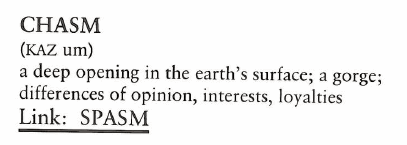 CHASM
(KAZ um)
a deep opening in the earth's surface; a gorge;
differences of opinion, interests, loyalties
Link: SPASM